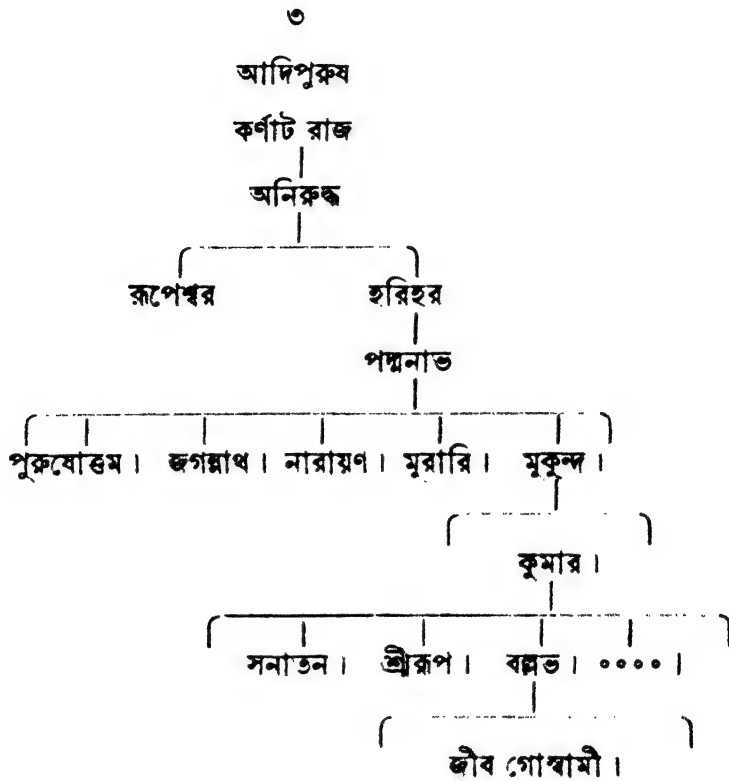 ৩
আদিপুরুষ
কর্ণাট রাজ
অনিরুদ্ধ
রূপেশ্বর হরিহর
পদ্মনাভ
পুরুষোত্তম। জগন্নাথ। নারায়ণ। মুরারি। মুকুন্দ।
কুমার।
সনাতন। শ্রীরূপ। বল্লভ। ০০০০।
জীব গোস্বামী।